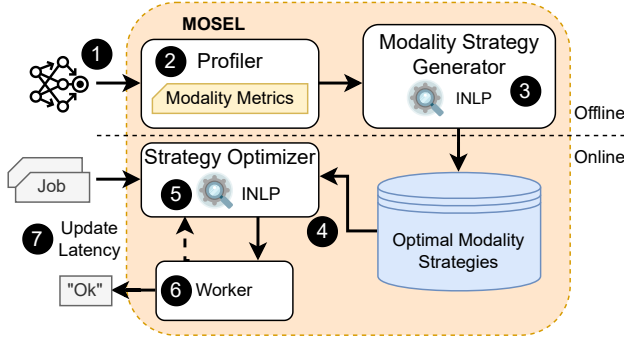 MOSEL
1
2 Profiler
Modality Metrics
Modality Strategy
Generator
INLP 3
Offline
Online
Job
Strategy Optimizer
5 INLP
4
Optimal Modality
Strategies
7 Update
Latency
"Ok"
6 Worker